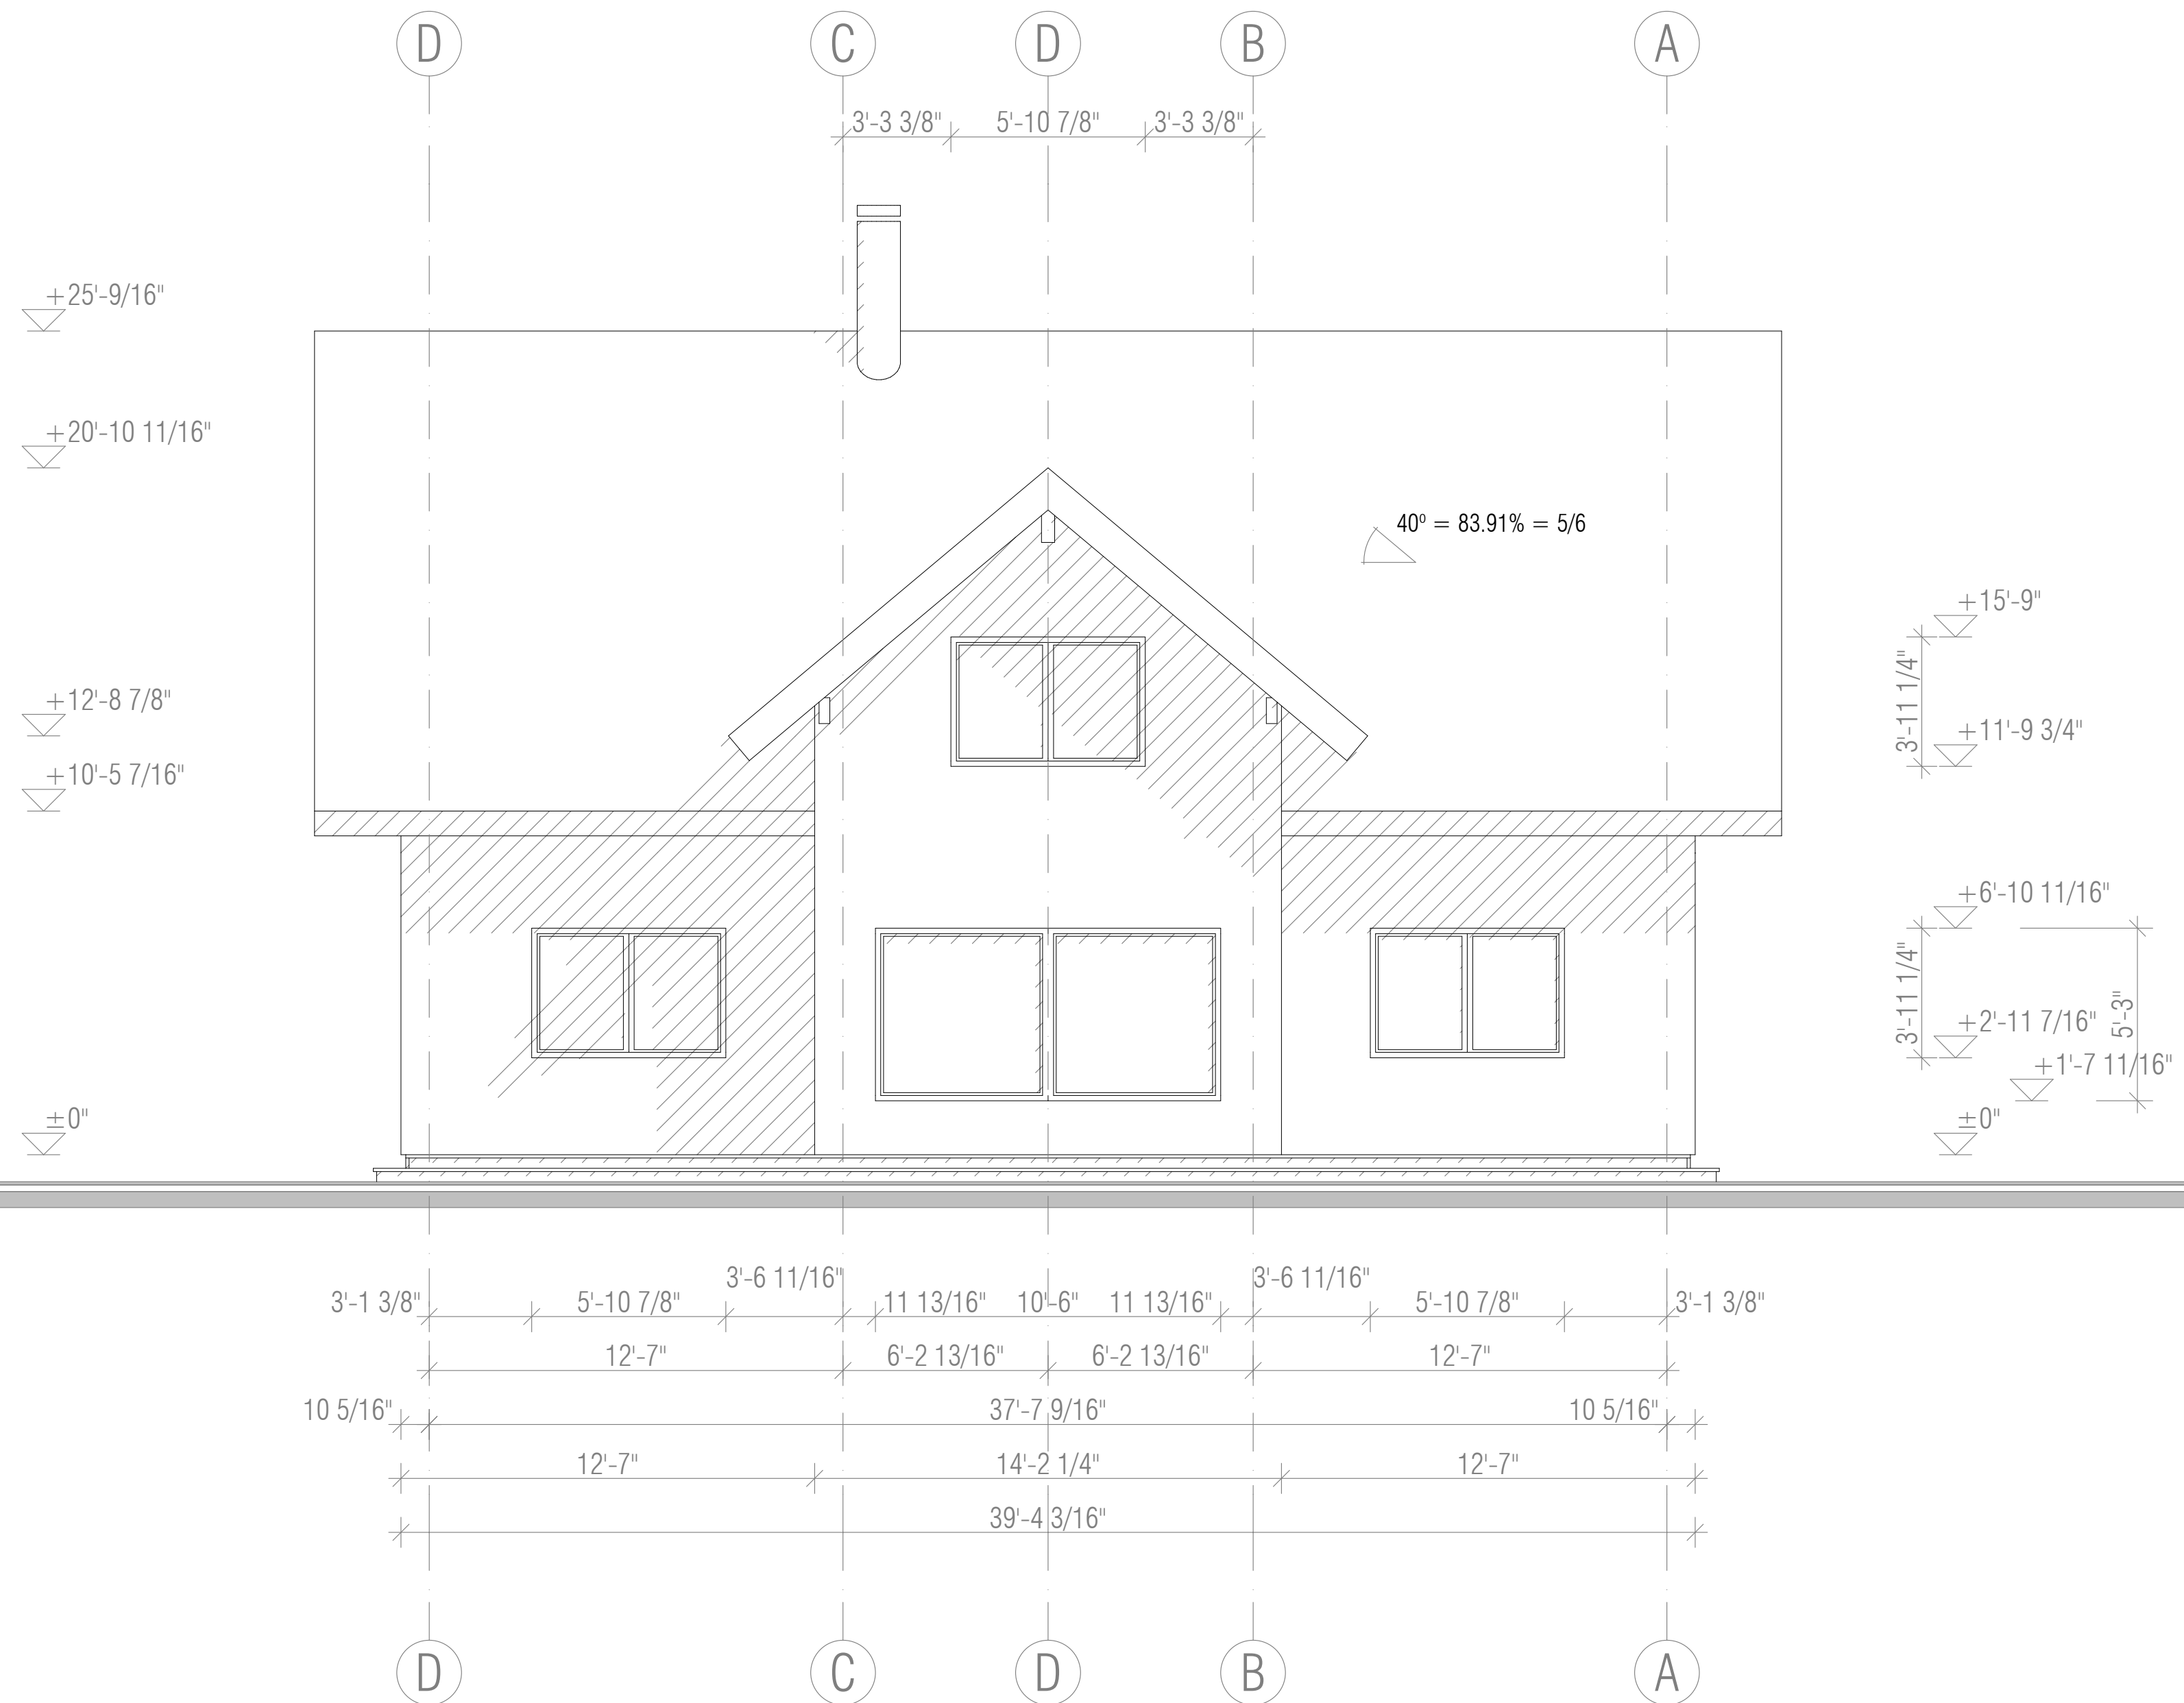 D C D B A
3'-3 3/8" 5'-10 7/8" 3'-3 3/8"
+25'-9/16"
+20'-10 11/16"
40⁰ = 83.91% = 5/6
+15'-9"
3'-11 1/4"
+12'-8 7/8"
+11'-9 3/4"
+10'-5 7/16"
+6'-10 11/16"
3'-11 1/4"
5'-3"
+2'-11 7/16"
+1'-7 11/16"
±0" ±0"
3'-6 11/16" 3'-6 11/16"
3'-1 3/8" 5'-10 7/8" 11 13/16" 10'-6" 11 13/16" 5'-10 7/8" 3'-1 3/8"
12'-7" 6'-2 13/16" 6'-2 13/16" 12'-7"
10 5/16" 37'-7 9/16" 10 5/16"
12'-7" 14'-2 1/4" 12'-7"
39'-4 3/16"
D C D B A